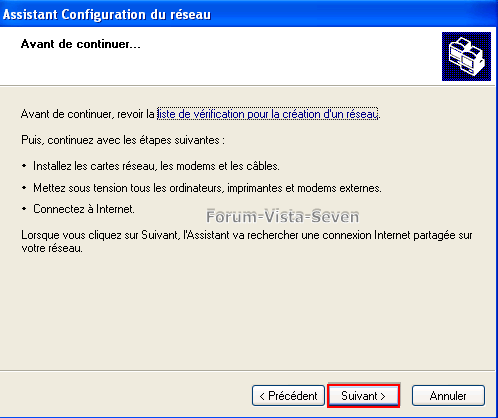 Assistant Configuration du réseau
Avant de continuer...
Avant de continuer, revoir la liste de vérification pour la création d'un réseau.
Puis, continuez avec les étapes suivantes :
• Installez les cartes réseau, les modems et les câbles.
• Mettez sous tension tous les ordinateurs, imprimantes et modems externes.
• Connectez à Internet.
Forum-Vista-Seven
Lorsque vous cliquez sur Suivant, l'Assistant va rechercher une connexion Internet partagée sur
votre réseau.
< Précédent Suivant > Annuler